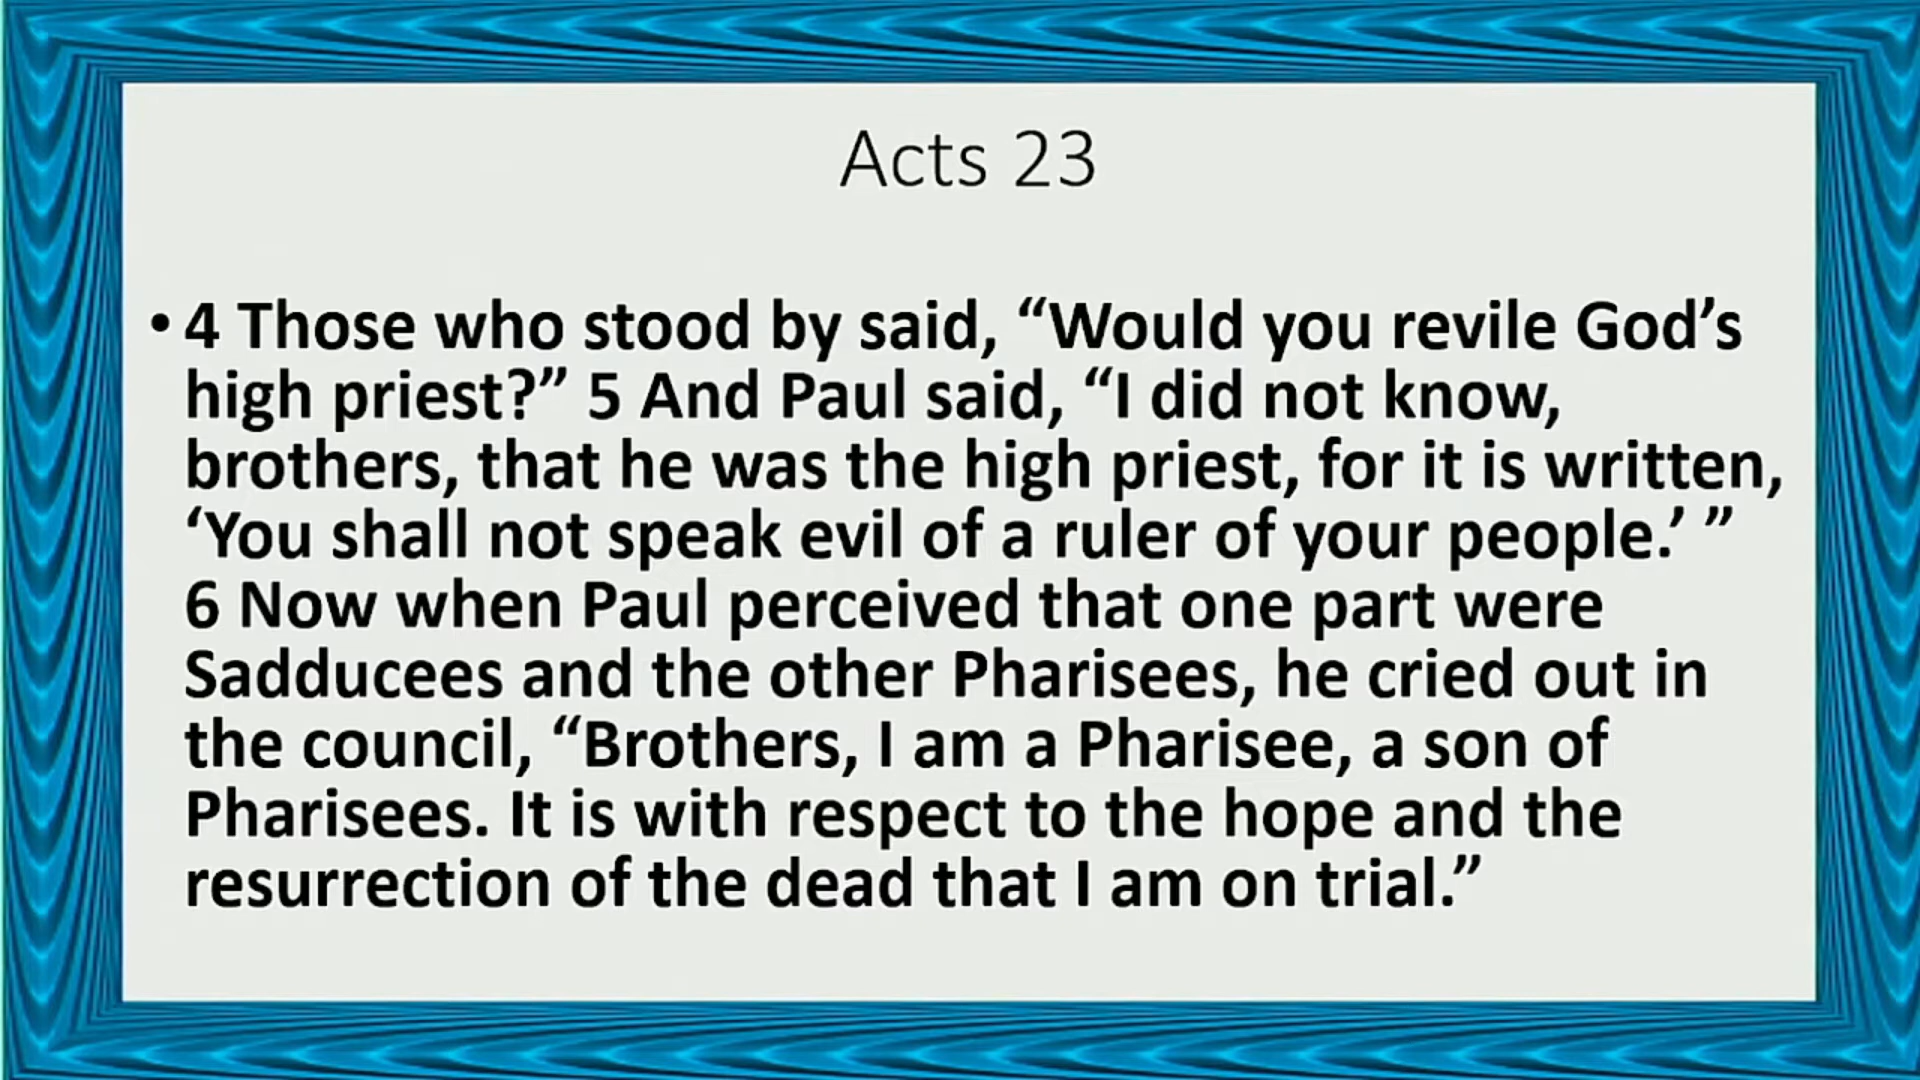 Acts 23
• 4 Those who stood by said, “Would you revile God’s
high priest?” 5 And Paul said, “I did not know,
brothers, that he was the high priest, for it is written,
‘You shall not speak evil of a ruler of your people.’ ”
6 Now when Paul perceived that one part were
Sadducees and the other Pharisees, he cried out in
the council, “Brothers, I am a Pharisee, a son of
Pharisees. It is with respect to the hope and the
resurrection of the dead that I am on trial.”